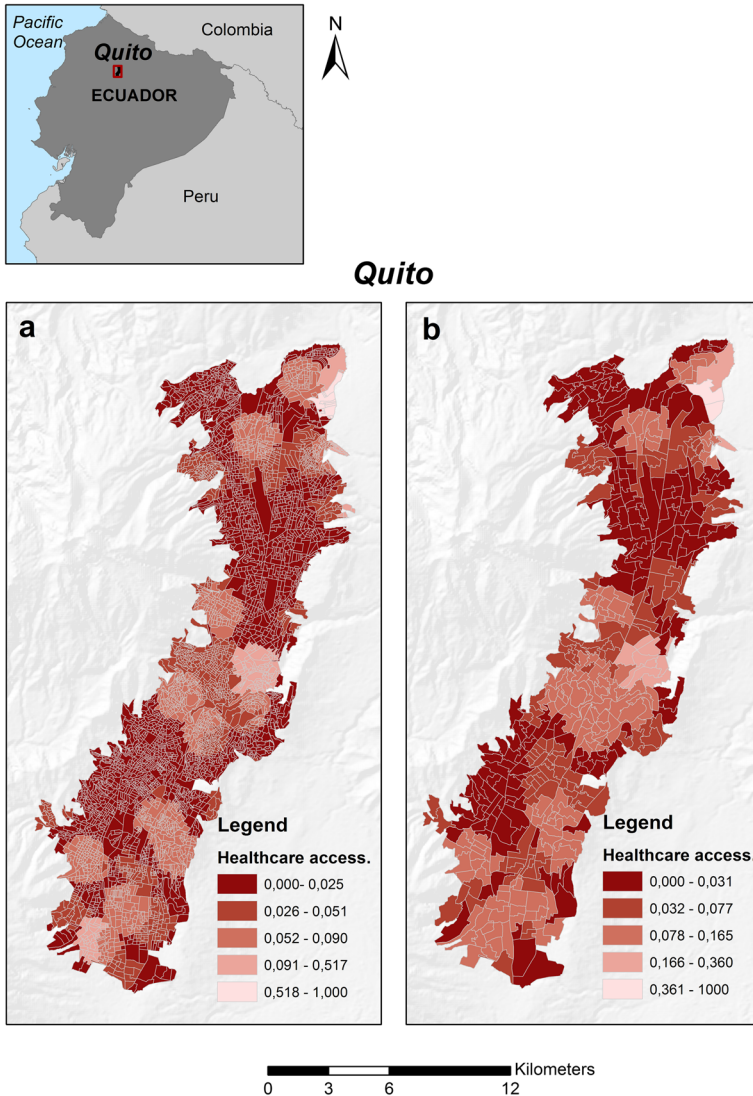 Pacific
Ocean
Colombia
Quito
ECUADOR
Peru
N
Quito
a
Legend
Healthcare access.
0,000- 0,025
0,026 - 0,051
0,052 - 0,090
0,091 - 0,517
0,518 - 1,000
b
Legend
Healthcare access.
0,000 - 0,031
0,032 - 0,077
0,078 - 0,165
0,166 - 0,360
0,361 - 1000
Kilometers
0 3 6 12